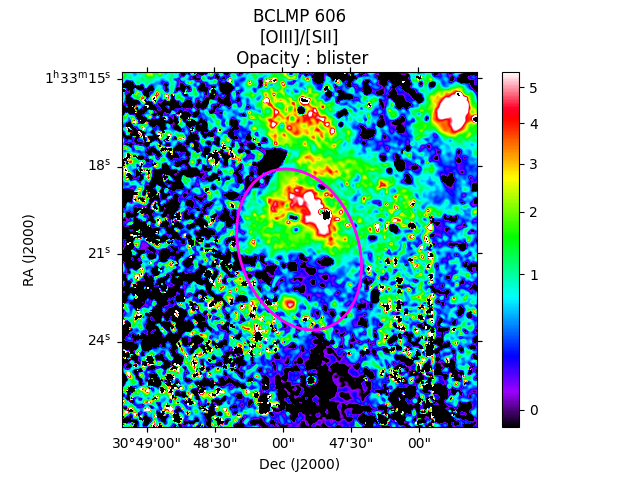 BCLMP 606
[OIII]/[SII]
Opacity : blister
1ʰ33ᵐ15ˢ
18ˢ
21ˢ
24ˢ
RA (J2000)
30°49'00" 48'30" 00" 47'30" 00"
Dec (J2000)
5
4
3
2
1
0